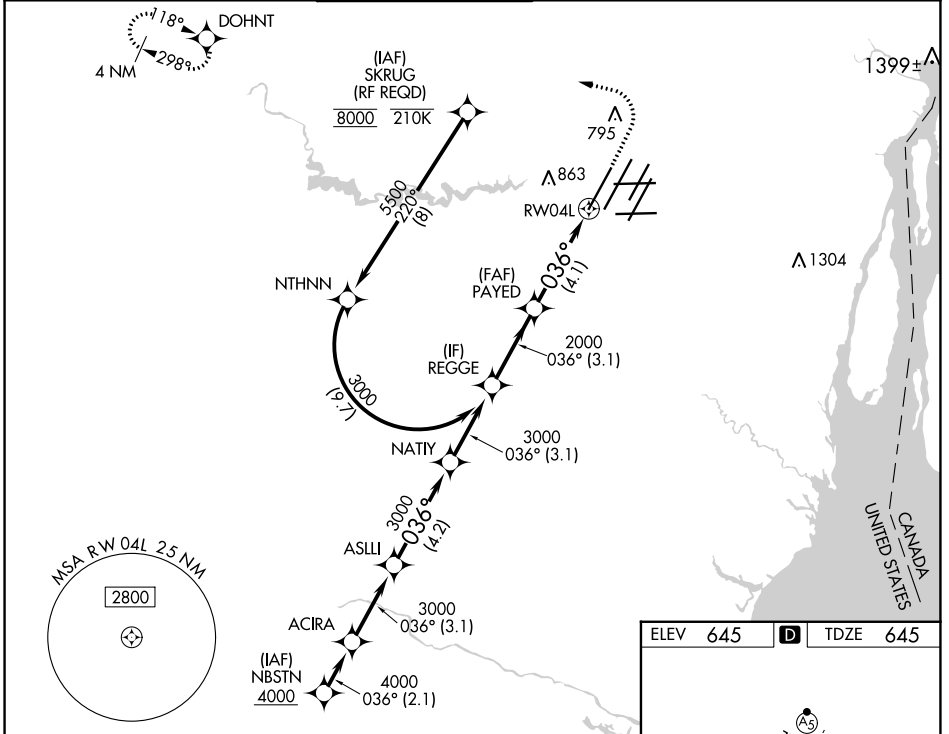 118°
DOHNT
298°
4 NM
(IAF)
SKRUG
(RF REQD)
8000 210K
1399±
795
863
RW04L
5500
220°
(8)
1304
NTHNN
(FAF)
PAYED
036°
(4.1)
2000
036° (3.1)
(IF)
REGGE
3000
(9.7)
NATIY
3000
036° (3.1)
3000
036°
(4.2)
CANADA
UNITED STATES
ASLLI
MSA RW 04L 25 NM
2800
3000
036° (3.1)
ACIRA
(IAF)
NBSTN
4000
4000
036° (2.1)
ELEV 645 D TDZE 645
A5